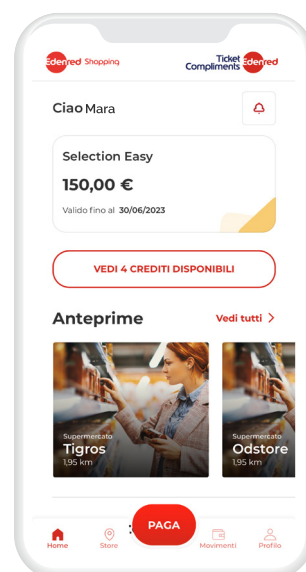 Edenred Shopping
Ticket
Compliments Edenred
Ciao Mara
Selection Easy
150,00 €
Valido fino al 30/06/2023
VEDI 4 CREDITI DISPONIBILI
Anteprime
Vedi tutti >
Supermercato
Tigros
1,95 km
Supermercato
Odstore
1,95 km
PAGA
Home
Store
Movimenti
Profilo